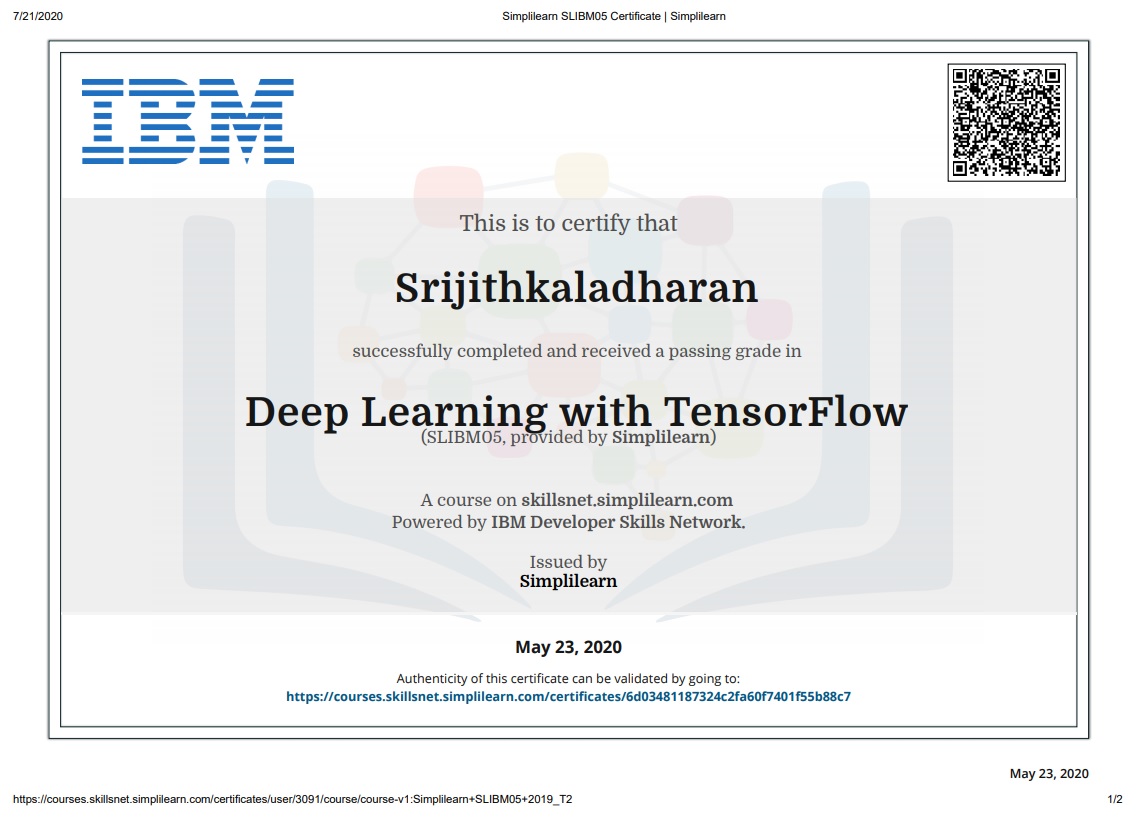 7/21/2020
Simplilearn SLIBM05 Certificate | Simplilearn
IBM
This is to certify that
Srijithkaladharan
successfully completed and received a passing grade in
Deep Learning with TensorFlow
(SLIBM05, provided by Simplilearn)
A course on skillsnet.simplilearn.com
Powered by IBM Developer Skills Network.
Issued by
Simplilearn
May 23, 2020
Authenticity of this certificate can be validated by going to:
https://courses.skillsnet.simplilearn.com/certificates/6d03481187324c2fa60f7401f55b88c7
May 23, 2020
https://courses.skillsnet.simplilearn.com/certificates/user/3091/course/course-v1:Simplilearn+SLIBM05+2019_T2
1/2